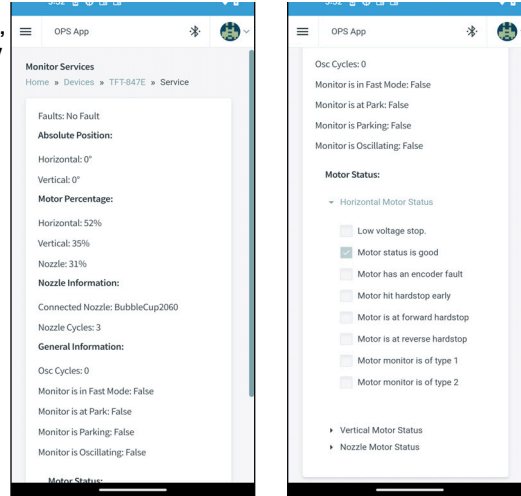 OPS App
Monitor Services
Home » Devices » TFT-847E » Service
Faults: No Fault
Absolute Position:
Horizontal: 0°
Vertical: 0°
Motor Percentage:
Horizontal: 52%
Vertical: 35%
Nozzle: 31%
Nozzle Information:
Connected Nozzle: BubbleCup2060
Nozzle Cycles: 3
General Information:
Osc Cycles: 0
Monitor is in Fast Mode: False
Monitor is at Park: False
Monitor is Parking: False
Monitor is Oscillating: False
Motor Status:
OPS App
Osc Cycles: 0
Monitor is in Fast Mode: False
Monitor is at Park: False
Monitor is Parking: False
Monitor is Oscillating: False
Motor Status:
Horizontal Motor Status
Low voltage stop.
Motor status is good
Motor has an encoder fault
Motor hit hardstop early
Motor is at forward hardstop
Motor is at reverse hardstop
Motor monitor is of type 1
Motor monitor is of type 2
Vertical Motor Status
Nozzle Motor Status